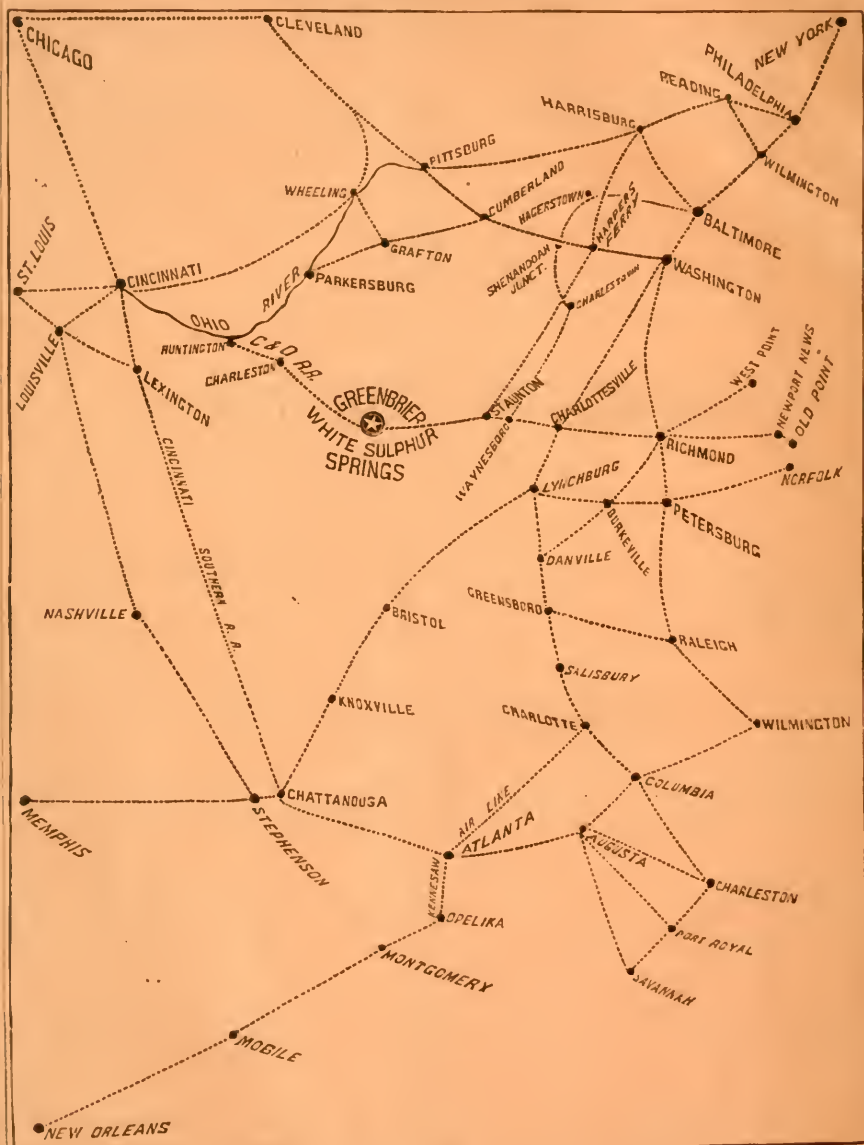 CHICAGO
CLEVELAND
NEW YORK
PHILADELPHIA
READING
HARRISBURG
PITTSBURG
WILMINGTON
WHEELING
CUMBERLAND
HAGERSTOWN
HARPERS
FERRY
BALTIMORE
GRAFTON
SHENANDOAH
JUNCT.
WASHINGTON
ST. LOUIS
CINCINNATI
RIVER
PARKERSBURG
CHARLESTOWN
OHIO
HUNTINGTON
C & O R.R.
CHARLESTON
LOUISVILLE
LEXINGTON
WEST POINT
NEWPORT NEWS
OLD POINT
GREENBRIER
WHITE SULPHUR
SPRINGS
STAUNTON
WAYNESBORO
CHARLOTTESVILLE
RICHMOND
CINCINNATI
SOUTHERN R. R.
LYNCHBURG
NORFOLK
BURKEVILLE
PETERSBURG
DANVILLE
NASHVILLE
BRISTOL
GREENSBORO
RALEIGH
SALISBURY
KNOXVILLE
CHARLOTTE
WILMINGTON
CHATTANOUGA
COLUMBIA
MEMPHIS
STEPHENSON
AIR LIKE
ATLANTA
AUGUSTA
KENNESAW
CHARLESTON
OPELIKA
PORT ROYAL
MONTGOMERY
SAVANNAH
MOBILE
NEW ORLEANS